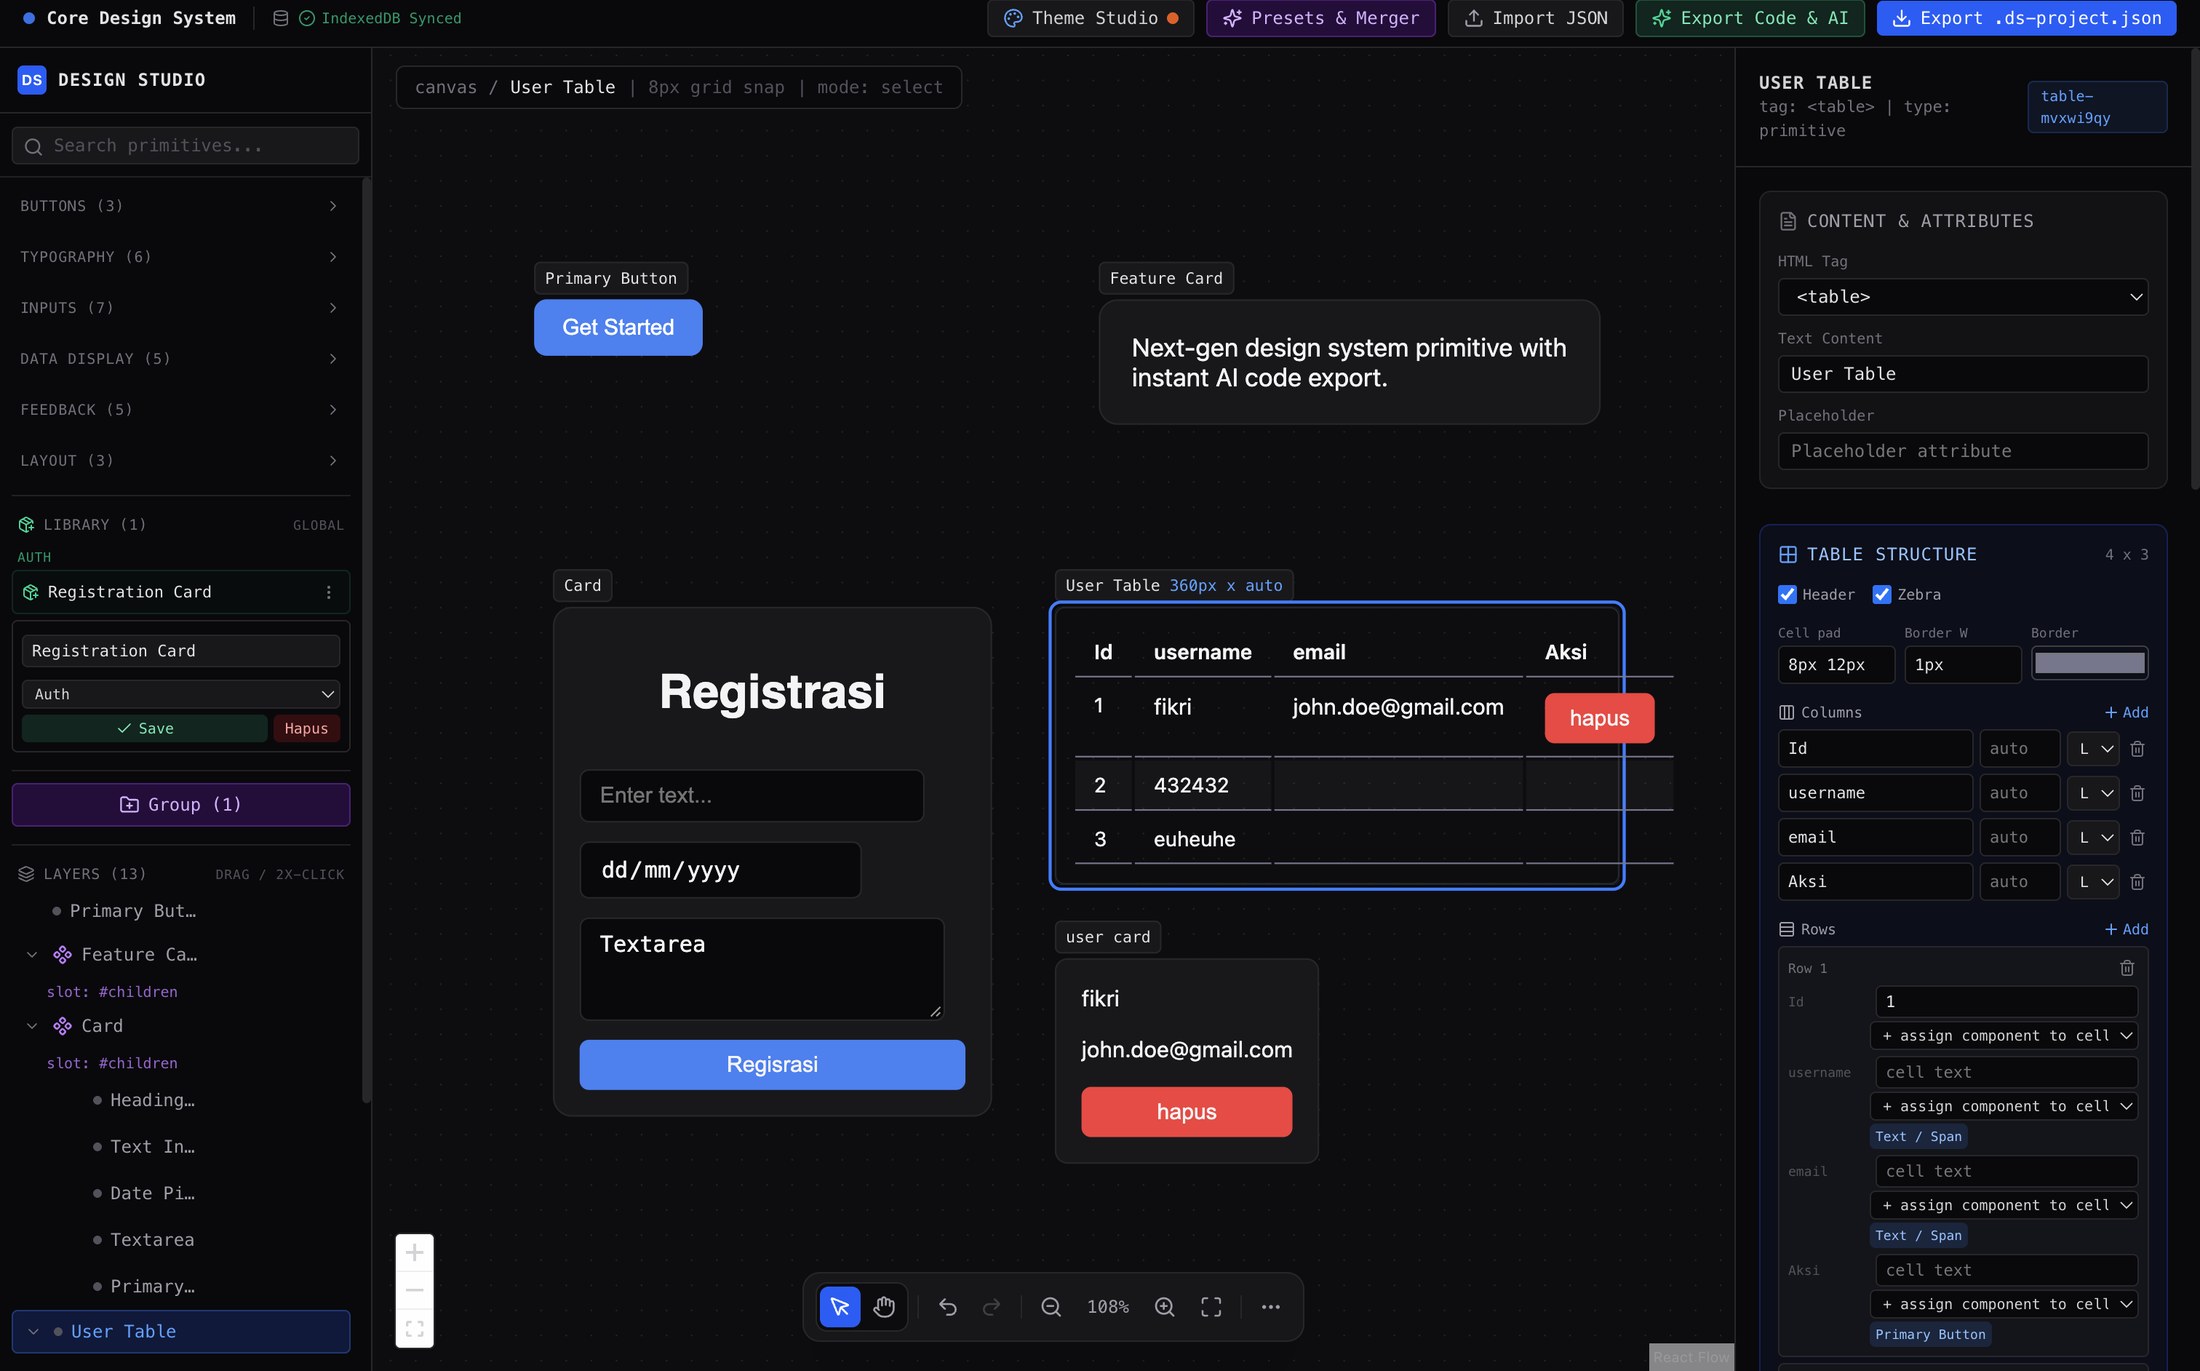 Core Design System
IndexedDB Synced
Theme Studio
Presets & Merger
Import JSON
Export Code & AI
Export .ds-project.json
DS DESIGN STUDIO
Search primitives...
BUTTONS (3)
TYPOGRAPHY (6)
INPUTS (7)
DATA DISPLAY (5)
FEEDBACK (5)
LAYOUT (3)
LIBRARY (1) GLOBAL
AUTH
Registration Card
Registration Card
Auth
Save Hapus
Group (1)
LAYERS (13) DRAG / 2X-CLICK
Primary But…
Feature Ca…
slot: #children
Card
slot: #children
Heading…
Text In…
Date Pi…
Textarea
Primary…
User Table
canvas / User Table | 8px grid snap | mode: select
Primary Button
Get Started
Feature Card
Next-gen design system primitive with
instant AI code export.
Card
Registrasi
Enter text...
dd/mm/yyyy
Textarea
Regisrasi
User Table 360px x auto
Id username email Aksi
1 fikri john.doe@gmail.com hapus
2 432432
3 euheuhe
user card
fikri
john.doe@gmail.com
hapus
108%
React Flow
USER TABLE
tag: <table> | type:
primitive
table-
mvxwi9qy
CONTENT & ATTRIBUTES
HTML Tag
<table>
Text Content
User Table
Placeholder
Placeholder attribute
TABLE STRUCTURE 4 x 3
Header Zebra
Cell pad Border W Border
8px 12px 1px
Columns + Add
Id auto L
username auto L
email auto L
Aksi auto L
Rows + Add
Row 1
Id 1
+ assign component to cell
username cell text
+ assign component to cell
Text / Span
email cell text
+ assign component to cell
Text / Span
Aksi cell text
+ assign component to cell
Primary Button